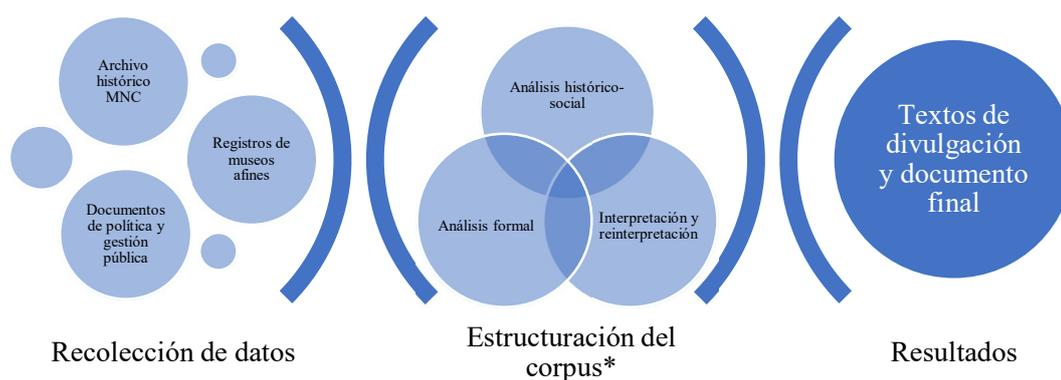 Archivo
histórico
MNC
Registros de
museos
afines
Documentos
de política y
gestión
pública
Recolección de datos
Análisis histórico-
social
Análisis formal
Interpretación y
reinterpretación
Estructuración del
corpus*
Textos de
divulgación
y documento
final
Resultados